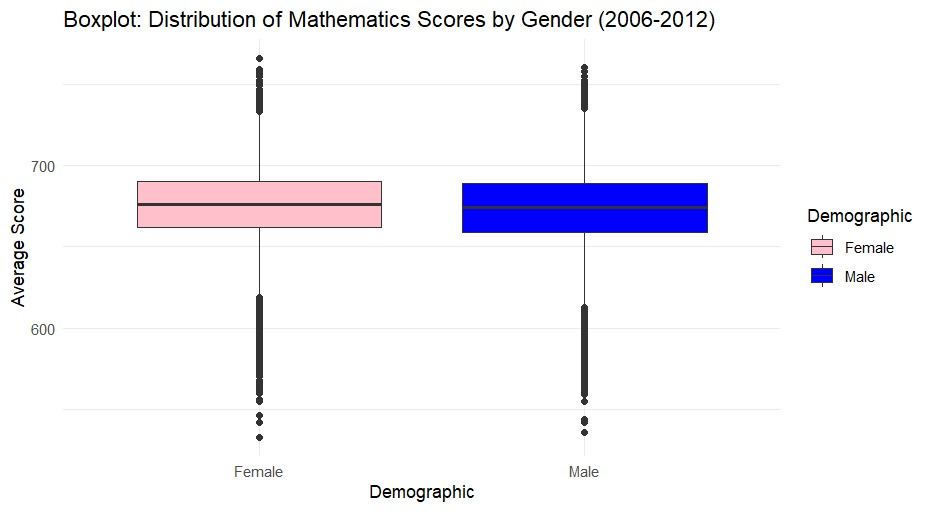 Boxplot: Distribution of Mathematics Scores by Gender (2006-2012)
Average Score
700
600
Female
Male
Demographic
Demographic
Female
Male